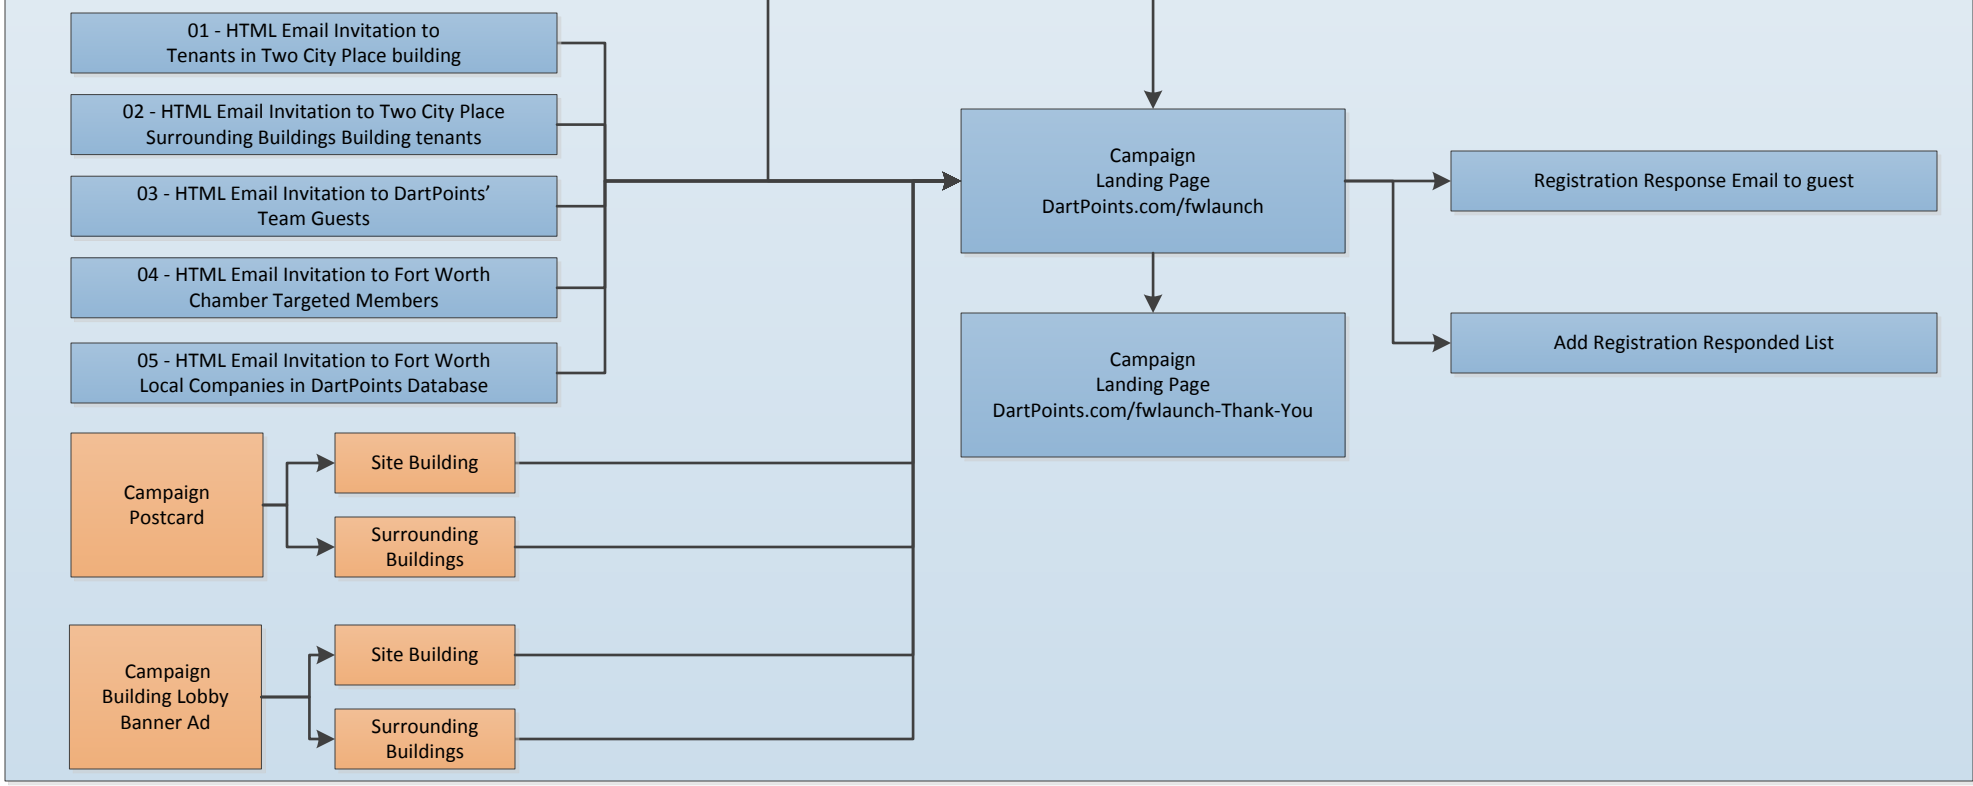 01 - HTML Email Invitation to
Tenants in Two City Place building
02 - HTML Email Invitation to Two City Place
Surrounding Buildings Building tenants
03 - HTML Email Invitation to DartPoints’
Team Guests
04 - HTML Email Invitation to Fort Worth
Chamber Targeted Members
05 - HTML Email Invitation to Fort Worth
Local Companies in DartPoints Database
Campaign
Postcard
Site Building
Surrounding
Buildings
Campaign
Building Lobby
Banner Ad
Site Building
Surrounding
Buildings
Campaign
Landing Page
DartPoints.com/fwlaunch
Campaign
Landing Page
DartPoints.com/fwlaunch-Thank-You
Registration Response Email to guest
Add Registration Responded List